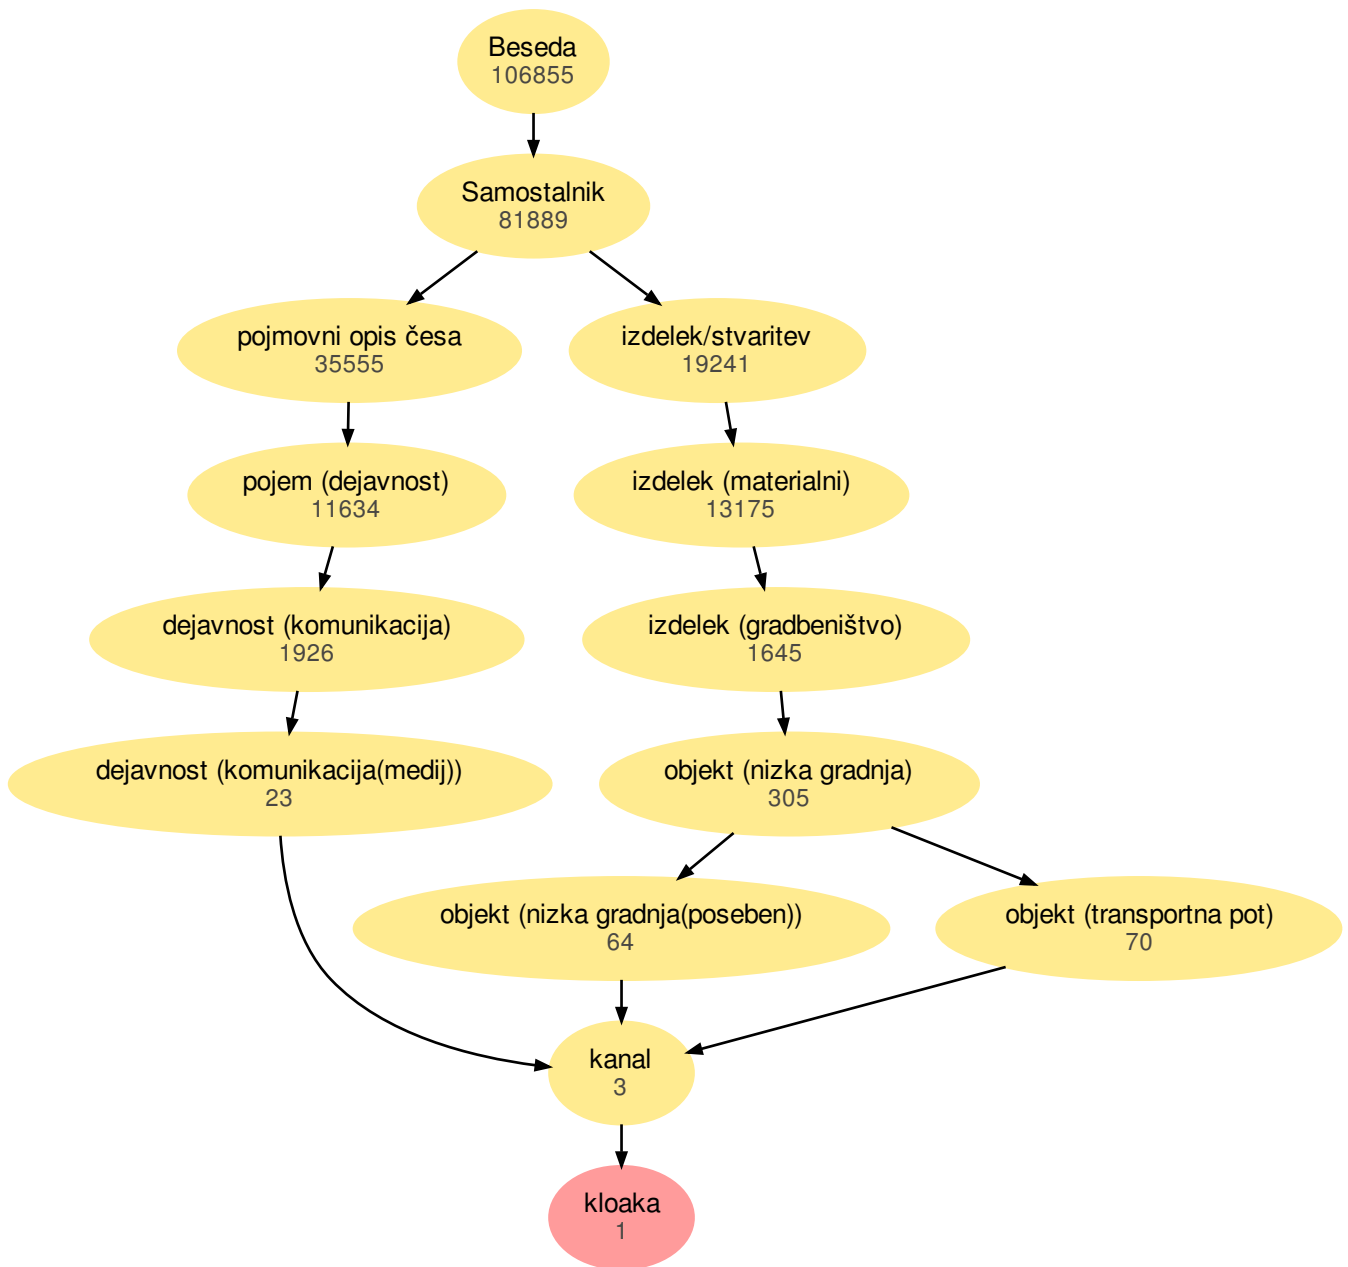 Beseda
106855
Samostalnik
81889
pojmovni opis česa
35555
izdelek/stvaritev
19241
pojem (dejavnost)
11634
izdelek (materialni)
13175
dejavnost (komunikacija)
1926
izdelek (gradbeništvo)
1645
dejavnost (komunikacija(medij))
23
objekt (nizka gradnja)
305
objekt (nizka gradnja(poseben))
64
objekt (transportna pot)
70
kanal
3
kloaka
1